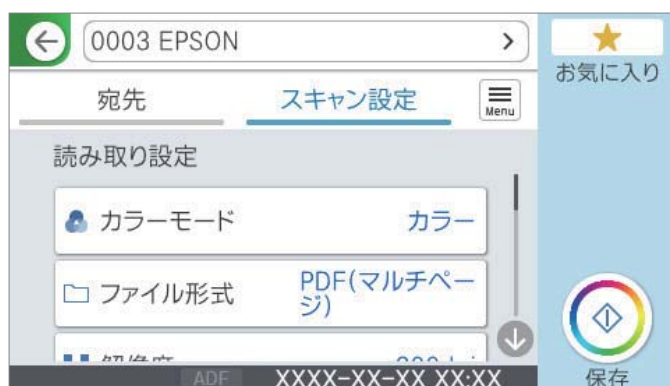 0003 EPSON
お気に入り
宛先
スキャン設定
Menu
読み取り設定
カラーモード
カラー
ファイル形式
PDF(マルチペー
ジ)
ADF
XXXX-XX-XX XX:XX
保存